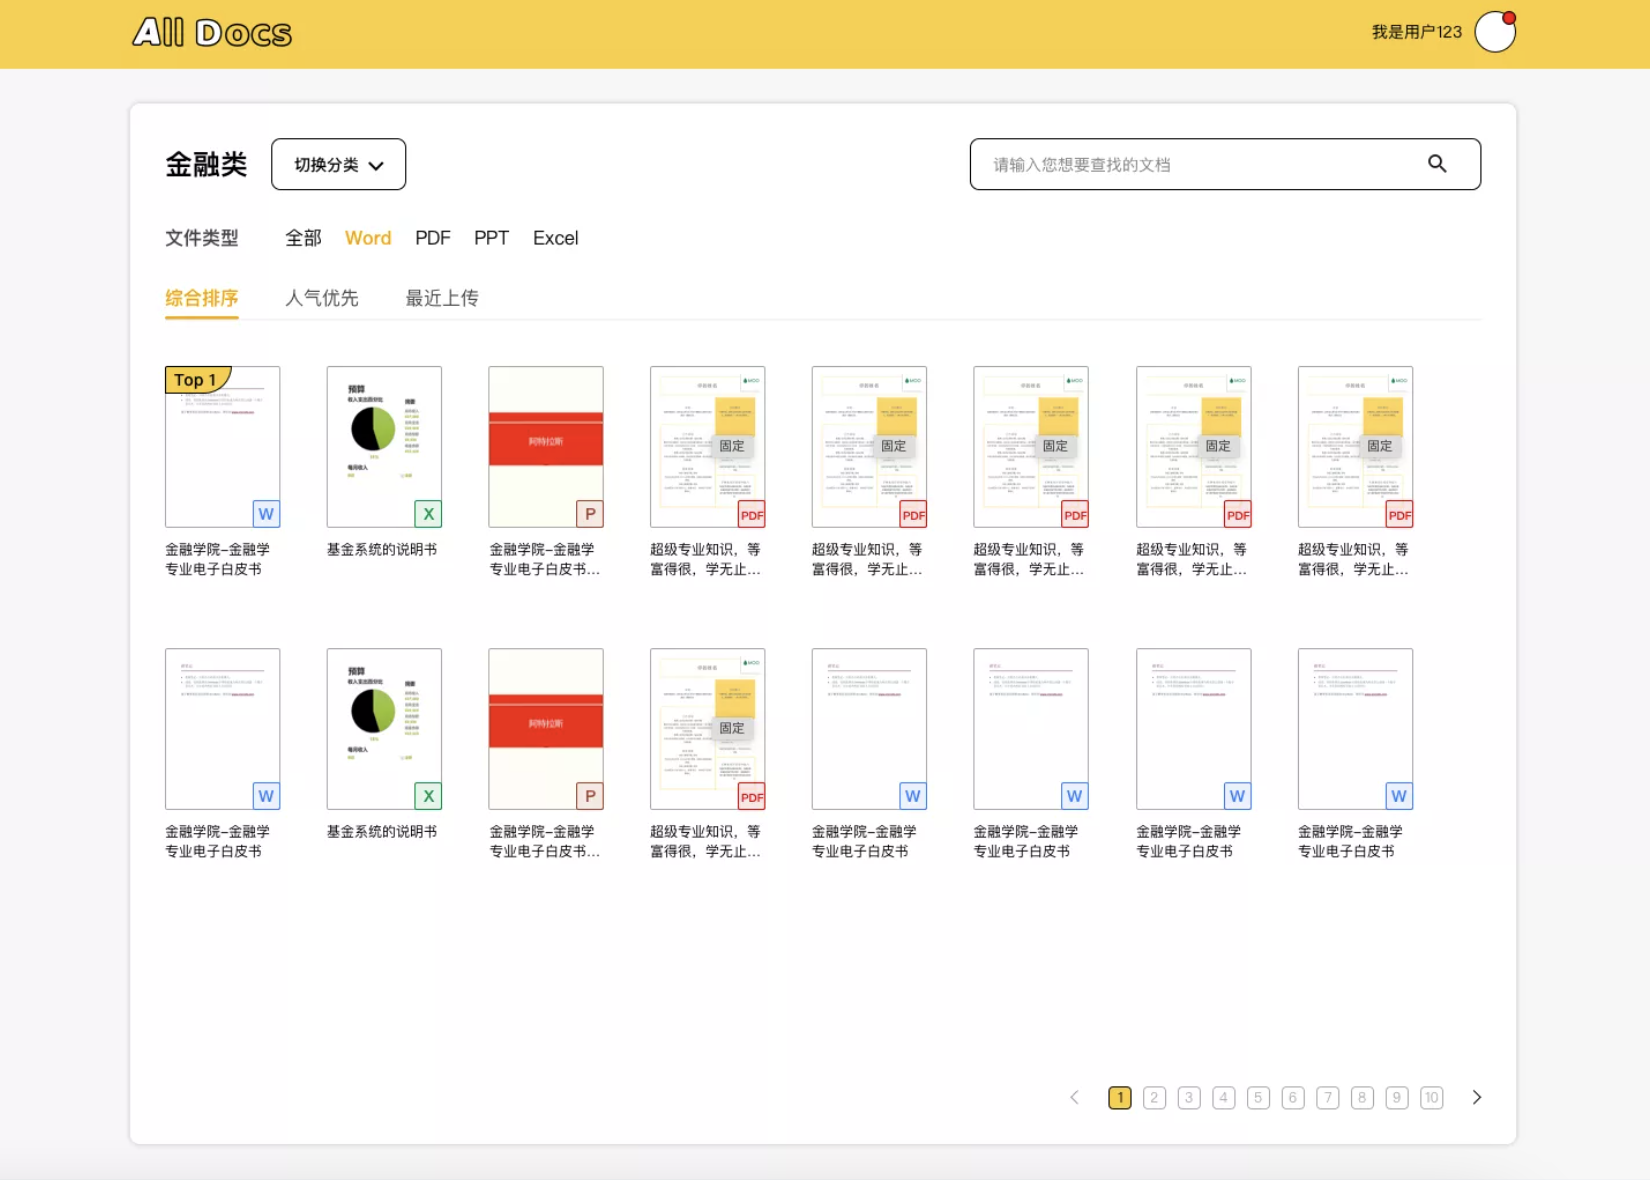 All Docs
我是用户123
金融类
切换分类
请输入您想要查找的文档
文件类型
全部
Word
PDF
PPT
Excel
综合排序
人气优先
最近上传
Top 1
W
预算
X
阿特拉斯
P
MOO
固定
PDF
MOO
固定
PDF
MOO
固定
PDF
MOO
固定
PDF
MOO
固定
PDF
金融学院-金融学
专业电子白皮书
基金系统的说明书
金融学院-金融学
专业电子白皮书...
超级专业知识，等
富得很，学无止...
超级专业知识，等
富得很，学无止...
超级专业知识，等
富得很，学无止...
超级专业知识，等
富得很，学无止...
超级专业知识，等
富得很，学无止...
W
预算
X
阿特拉斯
P
MOO
固定
PDF
W
W
W
W
金融学院-金融学
专业电子白皮书
基金系统的说明书
金融学院-金融学
专业电子白皮书...
超级专业知识，等
富得很，学无止...
金融学院-金融学
专业电子白皮书
金融学院-金融学
专业电子白皮书
金融学院-金融学
专业电子白皮书
金融学院-金融学
专业电子白皮书
1 2 3 4 5 6 7 8 9 10